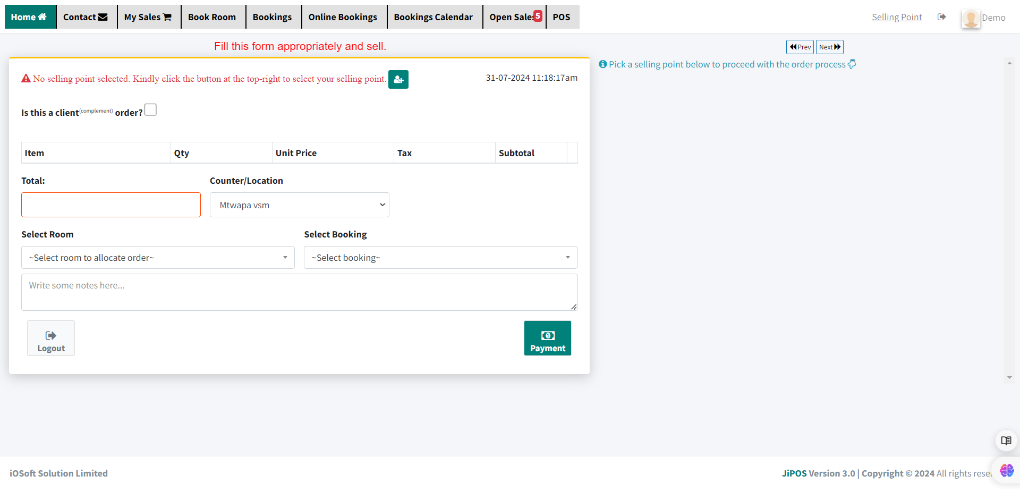 Home
Contact
My Sales
Book Room
Bookings
Online Bookings
Bookings Calendar
Open Sales 5
POS
Selling Point
Demo
Fill this form appropriately and sell.
Prev
Next
No selling point selected. Kindly click the button at the top-right to select your selling point.
31-07-2024 11:18:17am
Pick a selling point below to proceed with the order process
Is this a client(complement) order?
Item Qty Unit Price Tax Subtotal
Total:
Counter/Location
Mtwapa vsm
Select Room
Select Booking
~Select room to allocate order~
~Select booking~
Write some notes here...
Logout
Payment
iOSoft Solution Limited
JiPOS Version 3.0 | Copyright © 2024 All rights rese